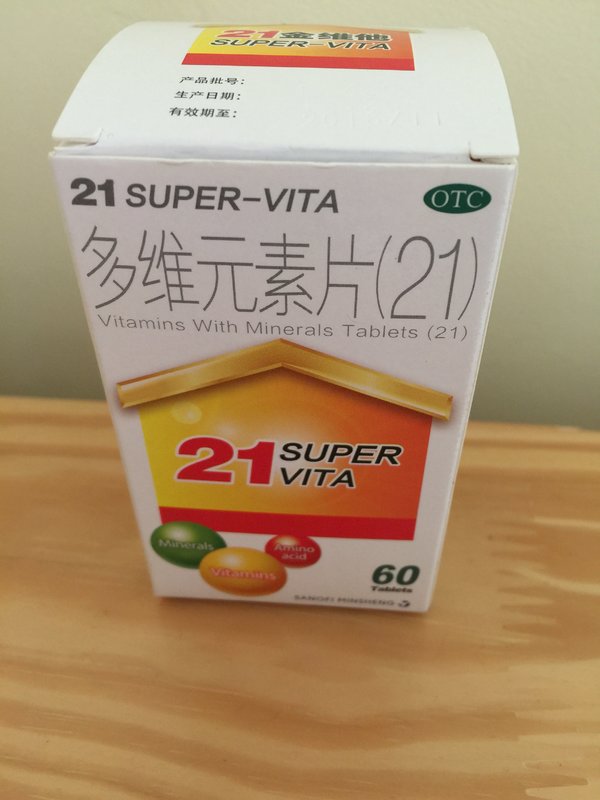 21金维他
SUPER-VITA
产品批号:
生产日期:
有效期至:
21 SUPER-VITA
OTC
多维元素片(21)
Vitamins With Minerals Tablets (21)
21 SUPER
VITA
Minerals
Amino
acid
Vitamins
60
Tablets
SANOFI MINSHENG